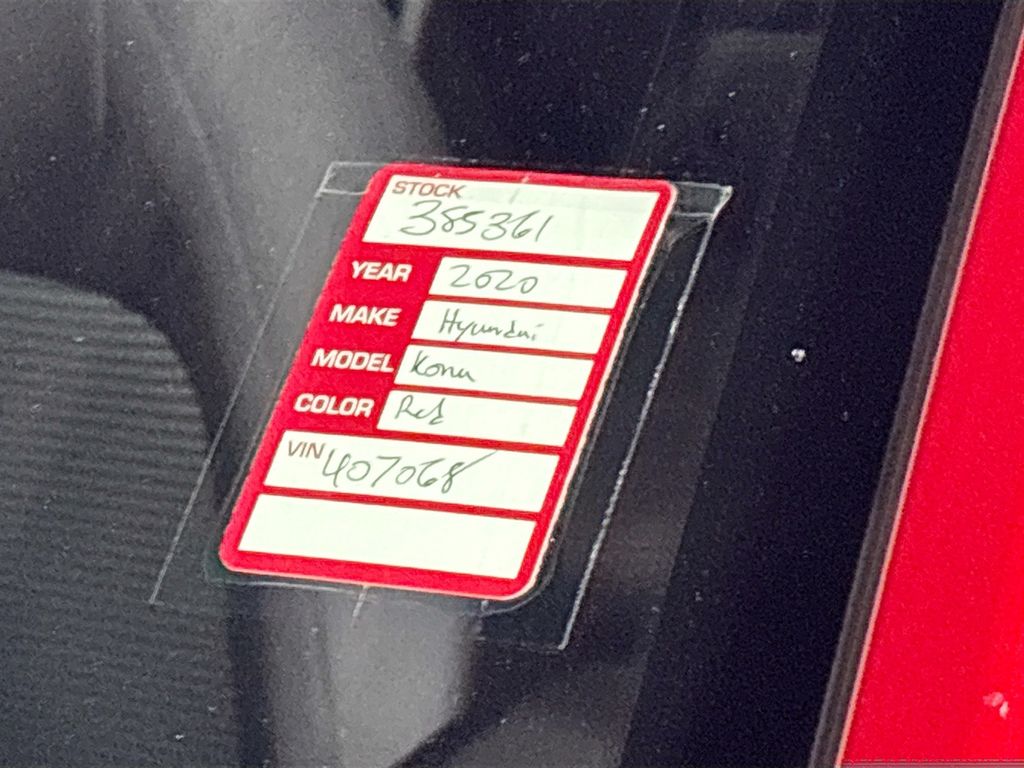 STOCK
385361
YEAR 2020
MAKE Hyundai
MODEL Kona
COLOR Red
VIN 407068